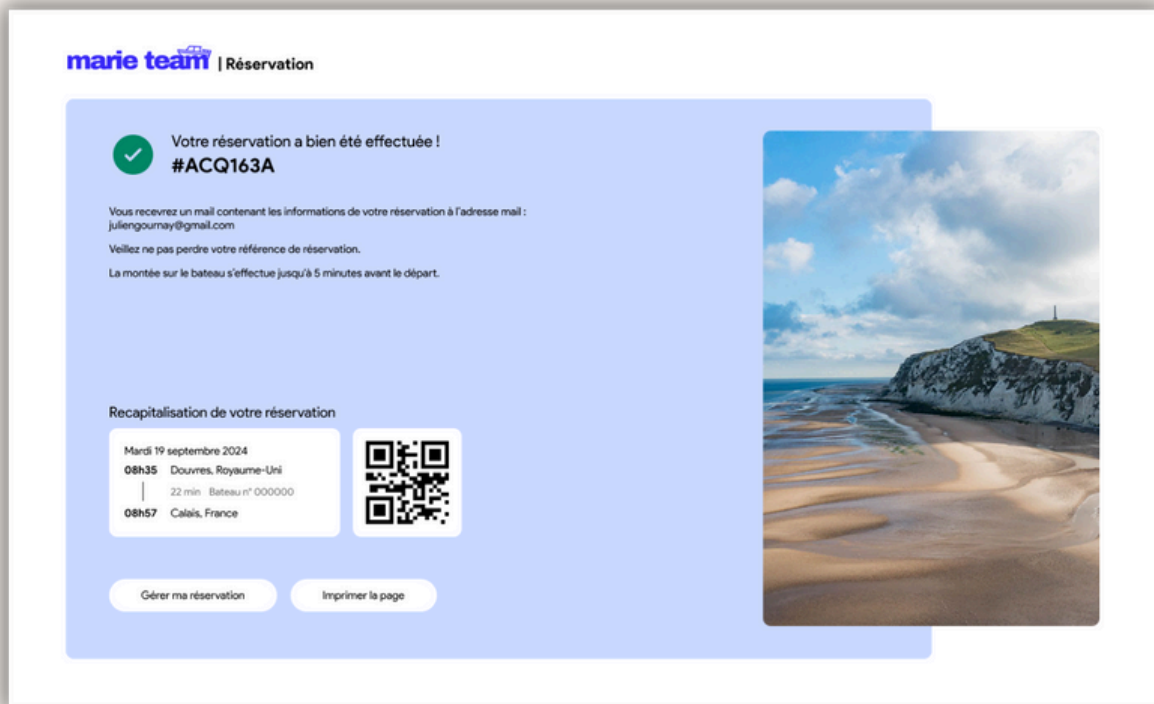 marie team | Réservation
Votre réservation a bien été effectuée !
#ACQ163A
Vous recevrez un mail contenant les informations de votre réservation à l'adresse mail :
juliengournay@gmail.com
Veillez ne pas perdre votre référence de réservation.
La montée sur le bateau s'effectue jusqu'à 5 minutes avant le départ.
Recapitalisation de votre réservation
Mardi 19 septembre 2024
08h35 Douvres, Royaume-Uni
22 min Bateau n° 000000
08h57 Calais, France
Gérer ma réservation
Imprimer la page